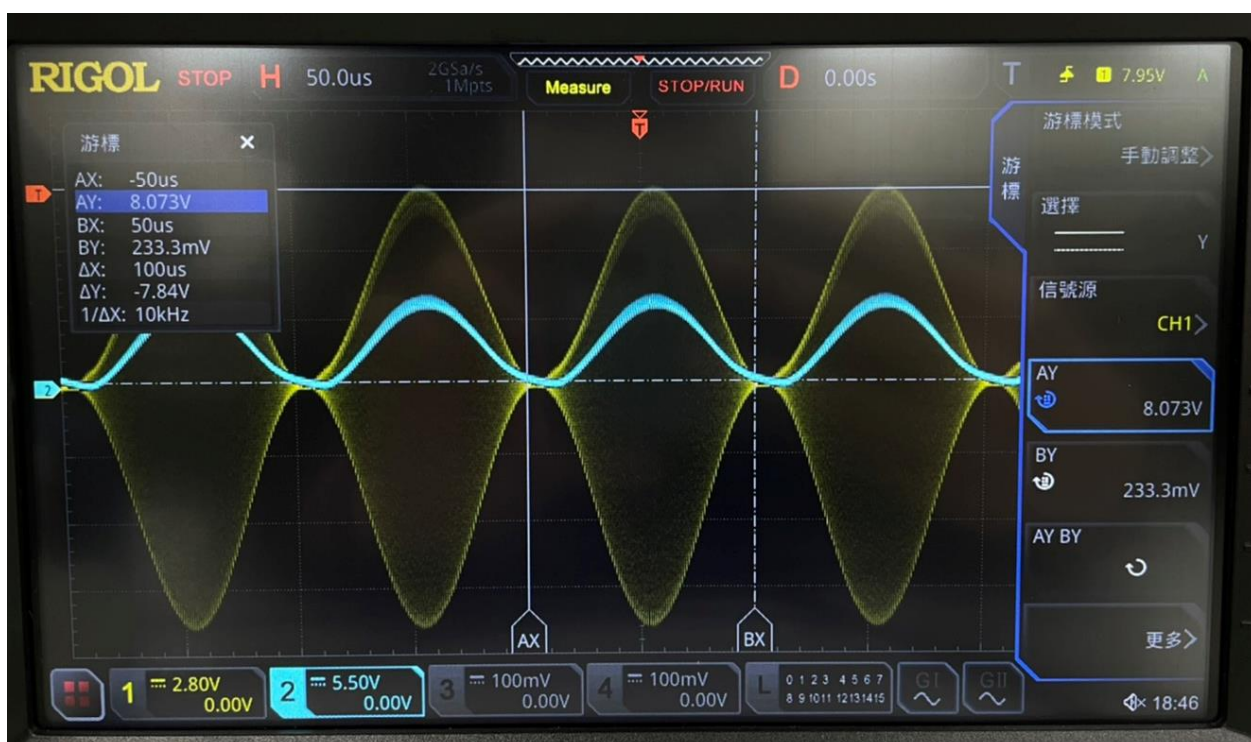 RIGOL STOP H 50.0us 2GSa/s 1Mpts Measure STOP/RUN D 0.00s T 1 7.95V A
T
游標 ×
AX: -50us
AY: 8.073V
BX: 50us
BY: 233.3mV
ΔX: 100us
ΔY: -7.84V
1/ΔX: 10kHz
T
2
AX
BX
游標
游標模式
手動調整>
選擇
Y
信號源
CH1>
AY
8.073V
BY
233.3mV
AY BY
更多>
1 2.80V 0.00V
2 5.50V 0.00V
3 100mV 0.00V
4 100mV 0.00V
L 0 1 2 3 4 5 6 7
8 9 10 11 12 13 14 15
GI
GII
18:46